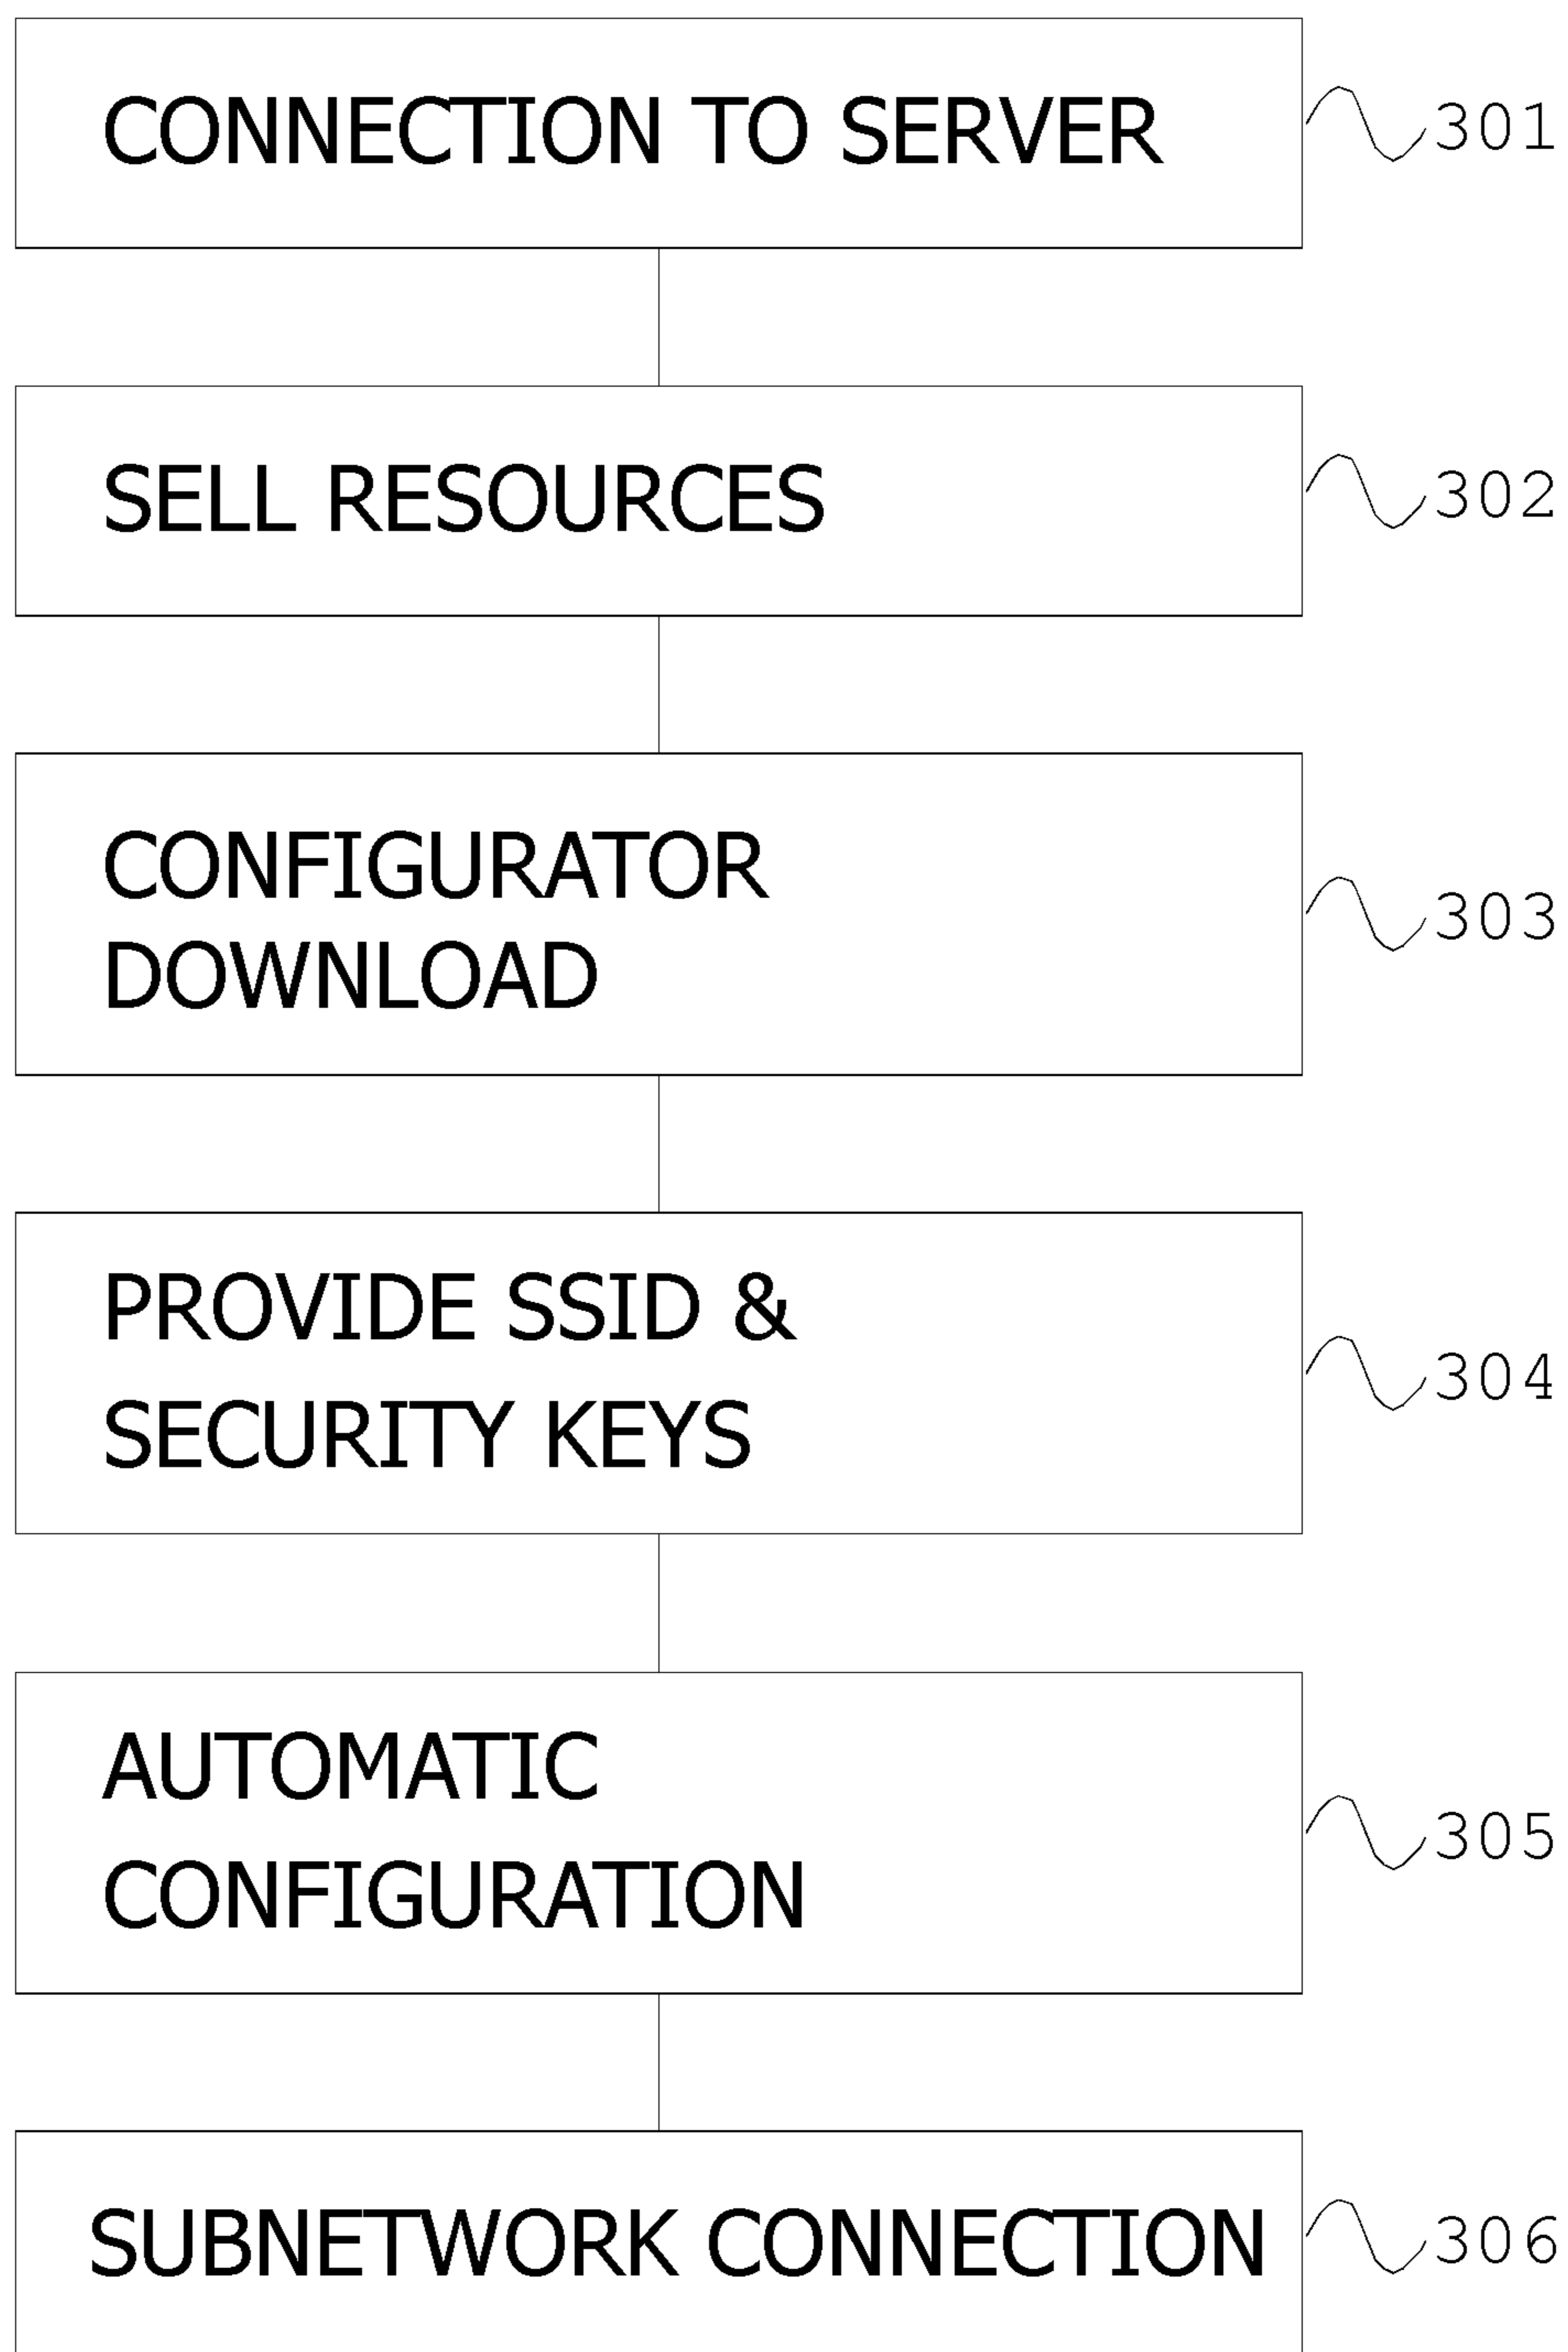 CONNECTION TO SERVER
301
SELL RESOURCES
302
CONFIGURATOR
DOWNLOAD
303
PROVIDE SSID &
SECURITY KEYS
304
AUTOMATIC
CONFIGURATION
305
SUBNETWORK CONNECTION
306